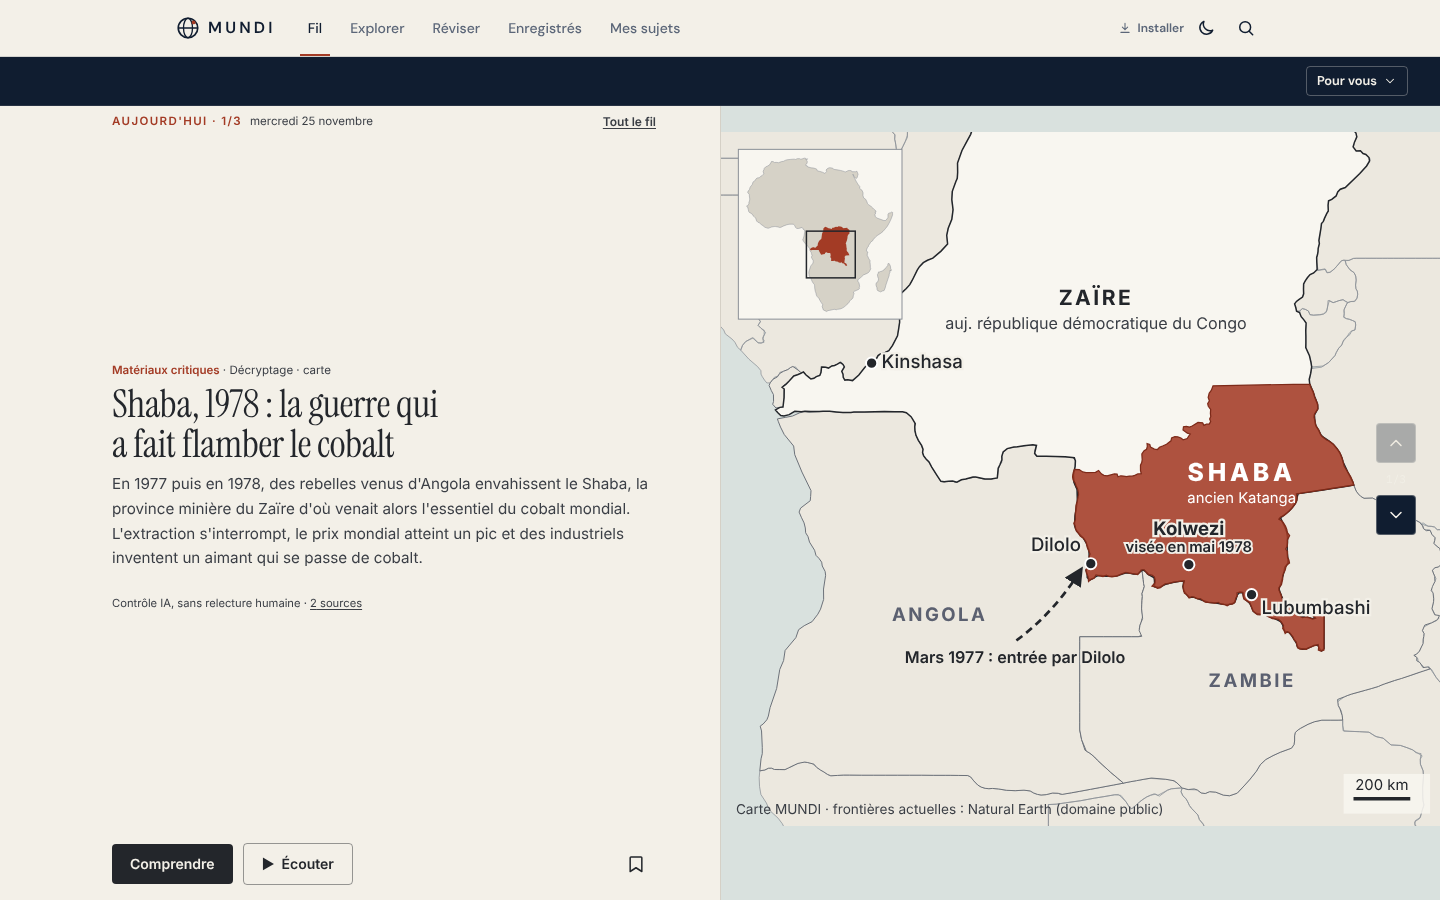 MUNDI
Fil
Explorer
Réviser
Enregistrés
Mes sujets
Installer
Pour vous
AUJOURD'HUI · 1/3 mercredi 25 novembre
Tout le fil
Matériaux critiques · Décryptage · carte
Shaba, 1978 : la guerre qui
a fait flamber le cobalt
En 1977 puis en 1978, des rebelles venus d'Angola envahissent le Shaba, la
province minière du Zaïre d'où venait alors l'essentiel du cobalt mondial.
L'extraction s'interrompt, le prix mondial atteint un pic et des industriels
inventent un aimant qui se passe de cobalt.
Contrôle IA, sans relecture humaine · 2 sources
Comprendre
Écouter
ZAÏRE
auj. république démocratique du Congo
Kinshasa
SHABA
ancien Katanga
Kolwezi
visée en mai 1978
Dilolo
Lubumbashi
ANGOLA
Mars 1977 : entrée par Dilolo
ZAMBIE
200 km
Carte MUNDI · frontières actuelles : Natural Earth (domaine public)